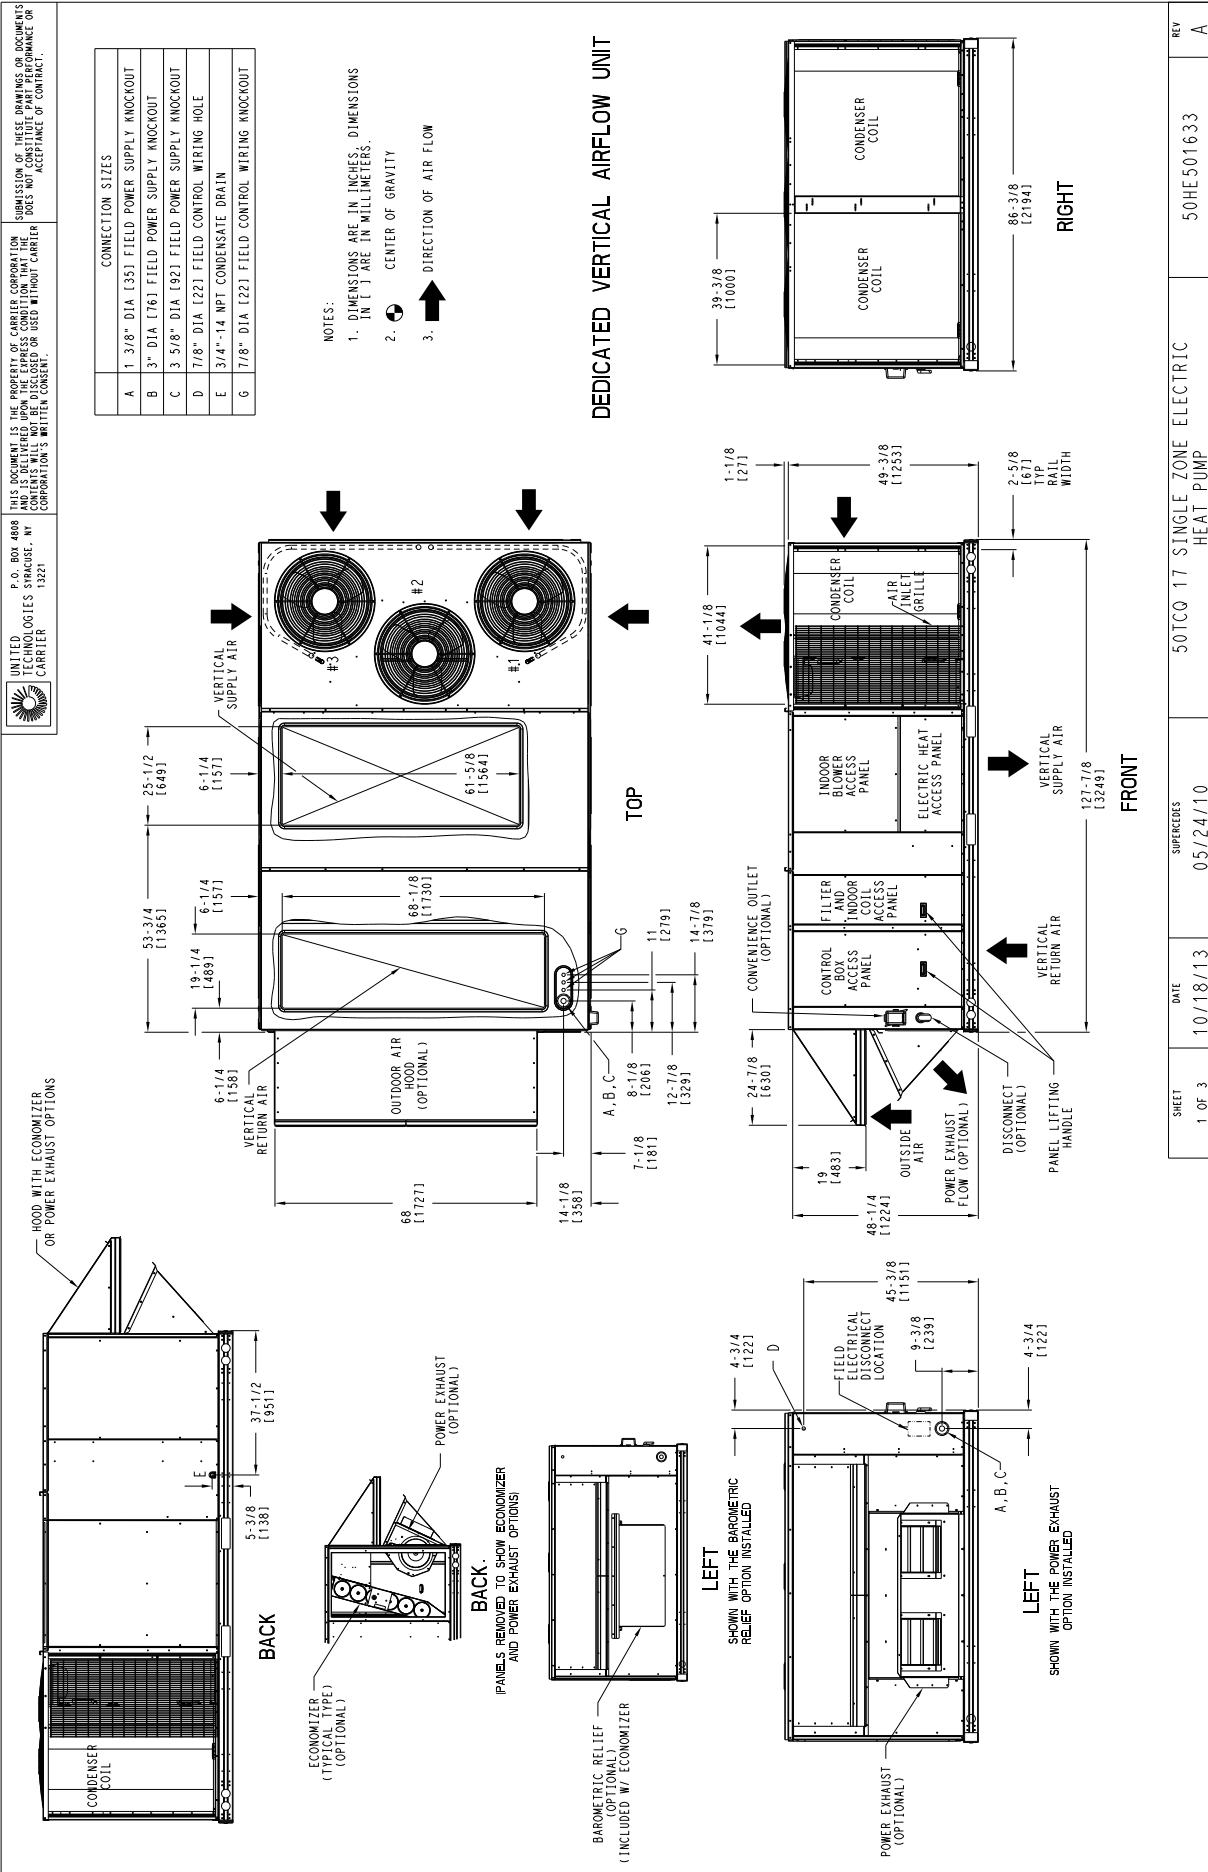 UNITED
TECHNOLOGIES
CARRIER
P.O. BOX 4808
SYRACUSE, NY
13221
THIS DOCUMENT IS THE PROPERTY OF CARRIER CORPORATION
AND IS DELIVERED UPON THE EXPRESS CONDITION THAT THE
CONTENTS WILL NOT BE DISCLOSED OR USED WITHOUT CARRIER
CORPORATION'S WRITTEN CONSENT.
SUBMISSION OF THESE DRAWINGS OR DOCUMENTS
DOES NOT CONSTITUTE PART PERFORMANCE OR
ACCEPTANCE OF CONTRACT.
CONNECTION SIZES
A 1 3/8" DIA [35] FIELD POWER SUPPLY KNOCKOUT
B 3" DIA [76] FIELD POWER SUPPLY KNOCKOUT
C 3 5/8" DIA [92] FIELD POWER SUPPLY KNOCKOUT
D 7/8" DIA [22] FIELD CONTROL WIRING HOLE
E 3/4"-14 NPT CONDENSATE DRAIN
G 7/8" DIA [22] FIELD CONTROL WIRING KNOCKOUT
NOTES:
1. DIMENSIONS ARE IN INCHES, DIMENSIONS
IN [ ] ARE IN MILLIMETERS.
2. CENTER OF GRAVITY
3. DIRECTION OF AIR FLOW
DEDICATED VERTICAL AIRFLOW UNIT
HOOD WITH ECONOMIZER
OR POWER EXHAUST OPTIONS
CONDENSER
COIL
E
37-1/2
[951]
5-3/8
[138]
BACK
53-3/4
[1365]
25-1/2
[649]
19-1/4
[489]
6-1/4
[157]
6-1/4
[157]
6-1/4
[158]
VERTICAL
SUPPLY AIR
VERTICAL
RETURN AIR
#3
#2
#1
61-5/8
[1564]
68-1/8
[1730]
OUTDOOR AIR
HOOD
(OPTIONAL)
68
[1727]
14-1/8
[358]
7-1/8
[181]
A,B,C
8-1/8
[206]
12-7/8
[329]
G
11
[279]
14-7/8
[379]
TOP
ECONOMIZER
(TYPICAL TYPE)
(OPTIONAL)
POWER EXHAUST
(OPTIONAL)
BACK.
(PANELS REMOVED TO SHOW ECONOMIZER
AND POWER EXHAUST OPTIONS)
BAROMETRIC RELIEF
(OPTIONAL)
(INCLUDED W/ ECONOMIZER
LEFT
SHOWN WITH THE BAROMETRIC
RELIEF OPTION INSTALLED
4-3/4
[122]
D
45-3/8
[1151]
FIELD
ELECTRICAL
DISCONNECT
LOCATION
9-3/8
[239]
4-3/4
[122]
A,B,C
POWER EXHAUST
(OPTIONAL)
LEFT
SHOWN WITH THE POWER EXHAUST
OPTION INSTALLED
CONVENIENCE OUTLET
(OPTIONAL)
24-7/8
[630]
19
[483]
48-1/4
[1224]
OUTSIDE
AIR
POWER EXHAUST
FLOW (OPTIONAL)
DISCONNECT
(OPTIONAL)
PANEL LIFTING
HANDLE
CONTROL
BOX
ACCESS
PANEL
FILTER
AND
INDOOR
COIL
ACCESS
PANEL
INDOOR
BLOWER
ACCESS
PANEL
ELECTRIC HEAT
ACCESS PANEL
CONDENSER
COIL
AIR
INLET
GRILLE
41-1/8
[1044]
1-1/8
[27]
49-3/8
[1253]
2-5/8
[67]
TYP
RAIL
WIDTH
VERTICAL
RETURN AIR
VERTICAL
SUPPLY AIR
127-7/8
[3249]
FRONT
39-3/8
[1000]
CONDENSER
COIL
CONDENSER
COIL
86-3/8
[2194]
RIGHT
SHEET
1 OF 3
DATE
10/18/13
SUPERCEDES
05/24/10
50TCQ 17 SINGLE ZONE ELECTRIC
HEAT PUMP
50HE501633
REV
A